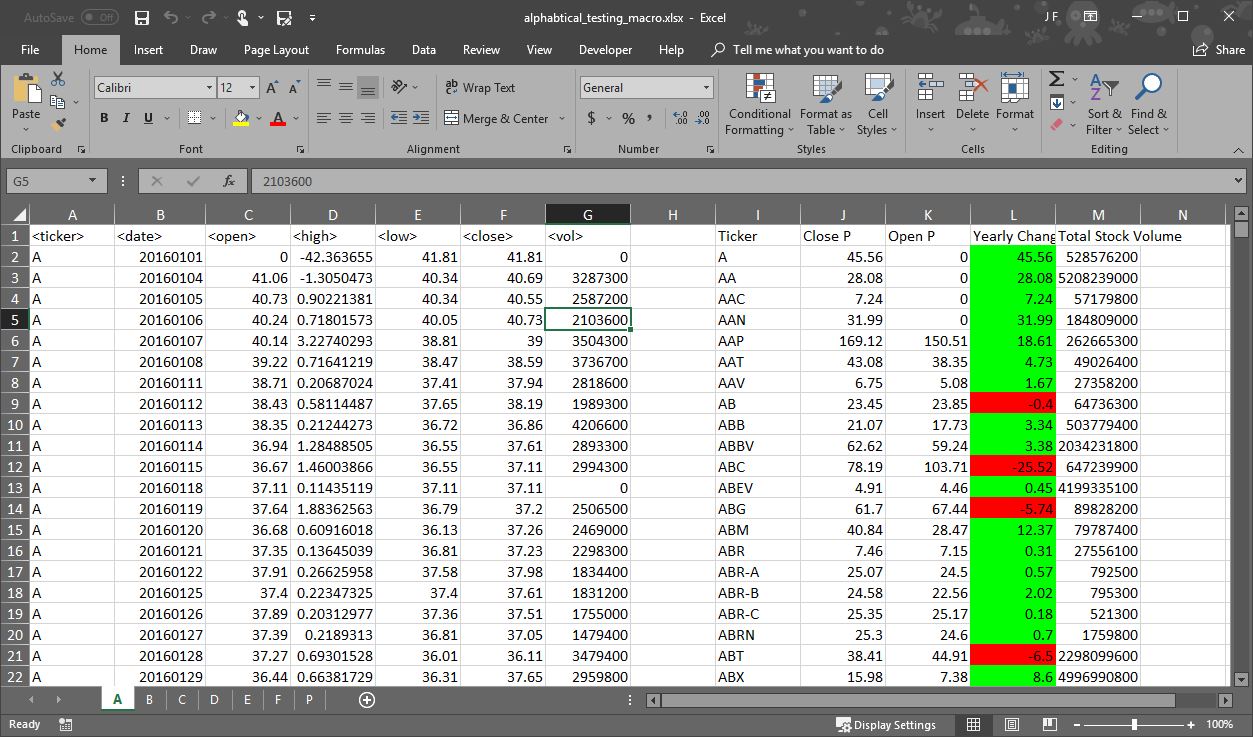 AutoSave Off alphabtical_testing_macro.xlsx - Excel J F
File Home Insert Draw Page Layout Formulas Data Review View Developer Help Tell me what you want to do Share
Paste Calibri 12 Wrap Text General Conditional Formatting Format as Table Cell Styles Insert Delete Format Sort & Filter Find & Select
B I U A Merge & Center $ % ,
Clipboard Font Alignment Number Styles Cells Editing
G5 fx 2103600
A B C D E F G H I J K L M N
1 <ticker> <date> <open> <high> <low> <close> <vol> Ticker Close P Open P Yearly Chang Total Stock Volume
2 A 20160101 0 -42.363655 41.81 41.81 0 A 45.56 0 45.56 528576200
3 A 20160104 41.06 -1.3050473 40.34 40.69 3287300 AA 28.08 0 28.08 5208239000
4 A 20160105 40.73 0.90221381 40.34 40.55 2587200 AAC 7.24 0 7.24 57179800
5 A 20160106 40.24 0.71801573 40.05 40.73 2103600 AAN 31.99 0 31.99 184809000
6 A 20160107 40.14 3.22740293 38.81 39 3504300 AAP 169.12 150.51 18.61 262665300
7 A 20160108 39.22 0.71641219 38.47 38.59 3736700 AAT 43.08 38.35 4.73 49026400
8 A 20160111 38.71 0.20687024 37.41 37.94 2818600 AAV 6.75 5.08 1.67 27358200
9 A 20160112 38.43 0.58114487 37.65 38.19 1989300 AB 23.45 23.85 -0.4 64736300
10 A 20160113 38.35 0.21244273 36.72 36.86 4206600 ABB 21.07 17.73 3.34 503779400
11 A 20160114 36.94 1.28488505 36.55 37.61 2893300 ABBV 62.62 59.24 3.38 2034231800
12 A 20160115 36.67 1.46003866 36.55 37.11 2994300 ABC 78.19 103.71 -25.52 647239900
13 A 20160118 37.11 0.11435119 37.11 37.11 0 ABEV 4.91 4.46 0.45 4199335100
14 A 20160119 37.64 1.88362563 36.79 37.2 2506500 ABG 61.7 67.44 -5.74 89828200
15 A 20160120 36.68 0.60916018 36.13 37.26 2469000 ABM 40.84 28.47 12.37 79787400
16 A 20160121 37.35 0.13645039 36.81 37.23 2298300 ABR 7.46 7.15 0.31 27556100
17 A 20160122 37.91 0.26625958 37.58 37.98 1834400 ABR-A 25.07 24.5 0.57 792500
18 A 20160125 37.4 0.22347325 37.4 37.61 1831200 ABR-B 24.58 22.56 2.02 795300
19 A 20160126 37.89 0.20312977 37.36 37.51 1755000 ABR-C 25.35 25.17 0.18 521300
20 A 20160127 37.39 0.2189313 36.81 37.05 1479400 ABRN 25.3 24.6 0.7 1759800
21 A 20160128 37.27 0.69301528 36.01 36.11 3479400 ABT 38.41 44.91 -6.5 2298099600
22 A 20160129 36.44 0.66381729 36.31 37.65 2959800 ABX 15.98 7.38 8.6 4996990800
A B C D E F P
Ready Display Settings 100%